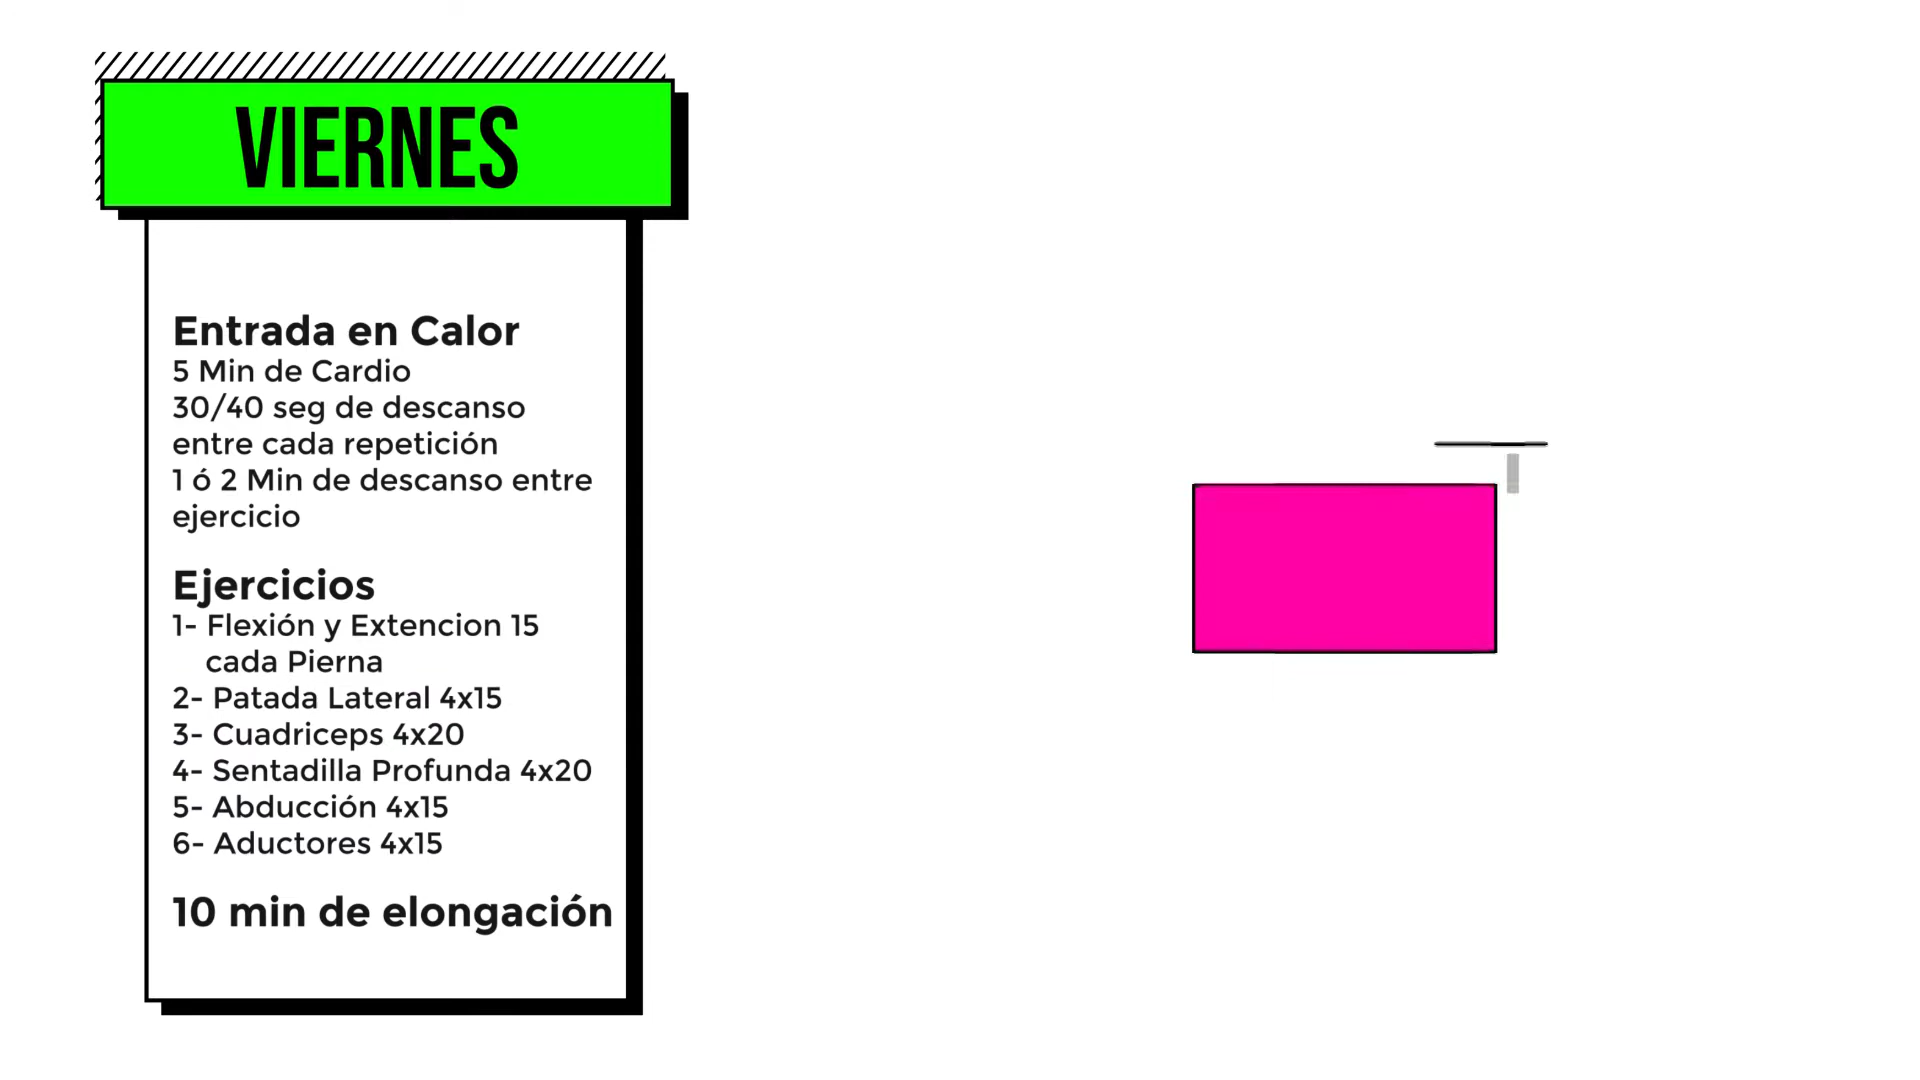 VIERNES
Entrada en Calor
5 Min de Cardio
30/40 seg de descanso
entre cada repetición
1 ó 2 Min de descanso entre
ejercicio
Ejercicios
1- Flexión y Extencion 15
cada Pierna
2- Patada Lateral 4x15
3- Cuadriceps 4x20
4- Sentadilla Profunda 4x20
5- Abducción 4x15
6- Aductores 4x15
10 min de elongación